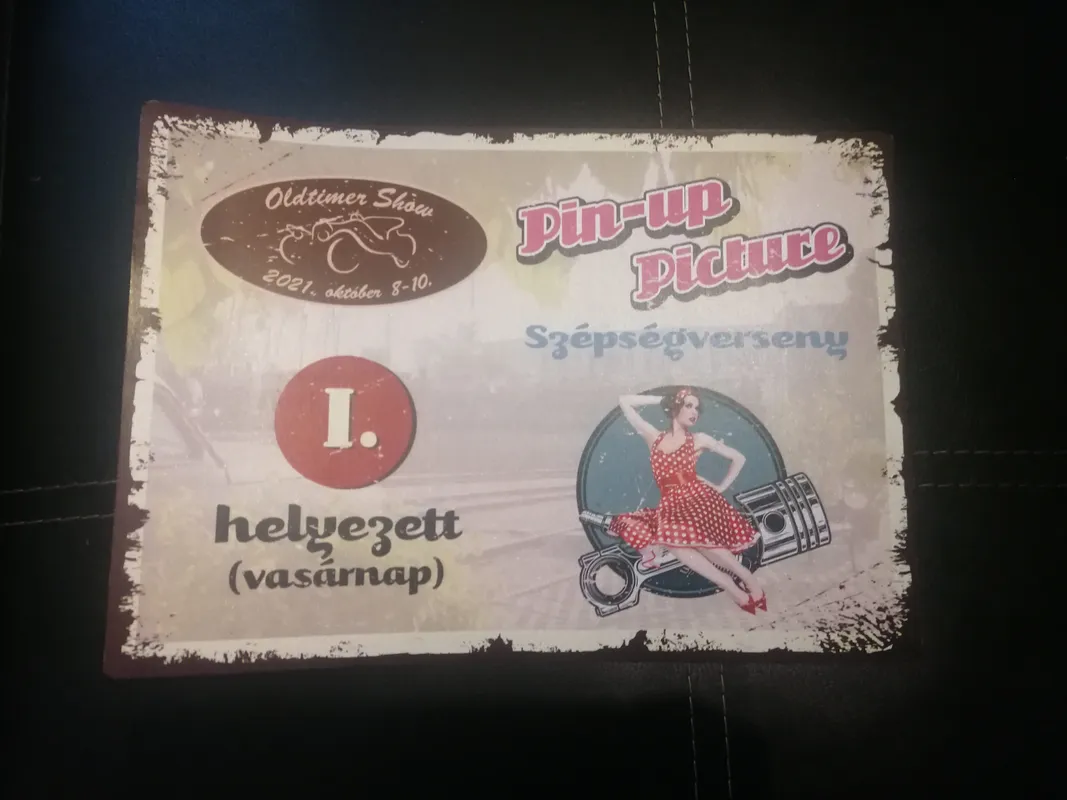 Oldtimer Show
2021. október 8-10.
Pin-up
Picture
Szépségverseny
I.
helyezett
(vasárnap)